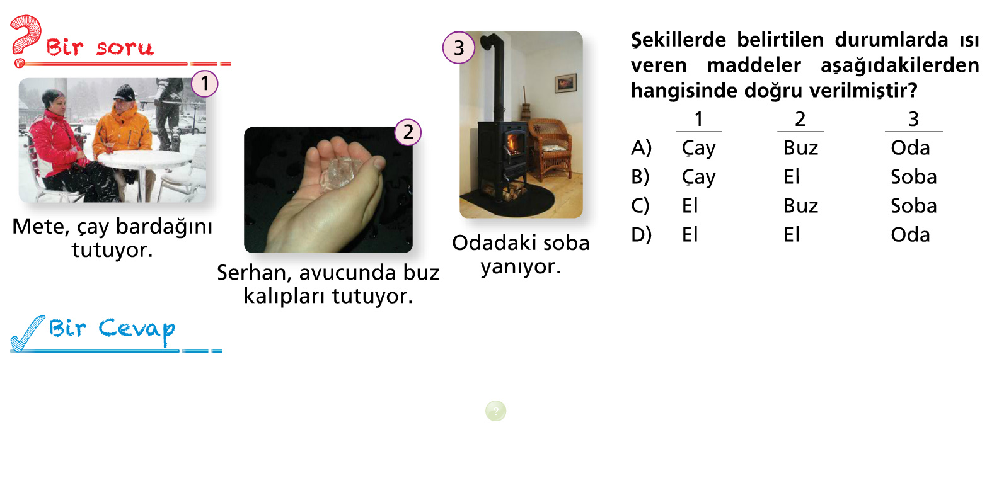 Bir soru
1
Mete, çay bardağını
tutuyor.
2
Serhan, avucunda buz
kalıpları tutuyor.
3
Odadaki soba
yanıyor.
Şekillerde belirtilen durumlarda ısı
veren maddeler aşağıdakilerden
hangisinde doğru verilmiştir?
1 2 3
A) Çay Buz Oda
B) Çay El Soba
C) El Buz Soba
D) El El Oda
Bir Cevap
?